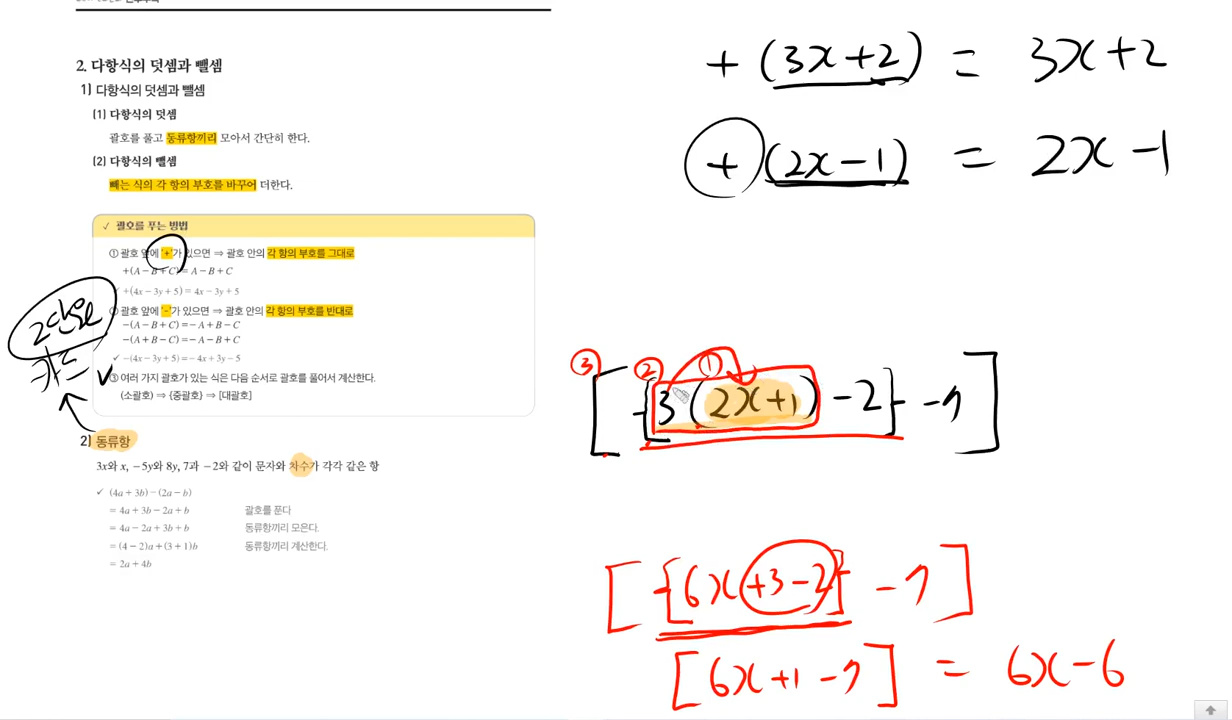 2. 다항식의 덧셈과 뺄셈
1) 다항식의 덧셈과 뺄셈
(1) 다항식의 덧셈
괄호를 풀고 동류항끼리 모아서 간단히 한다.
(2) 다항식의 뺄셈
빼는 식의 각 항의 부호를 바꾸어 더한다.
✓ 괄호를 푸는 방법
① 괄호 앞에 '+'가 있으면 ⇒ 괄호 안의 각 항의 부호를 그대로
+(A−B+C)=A−B+C
✓ +(4x−3y+5)=4x−3y+5
② 괄호 앞에 '−'가 있으면 ⇒ 괄호 안의 각 항의 부호를 반대로
−(A−B+C)=−A+B−C
−(A+B−C)=−A−B+C
✓ −(4x−3y+5)=−4x+3y−5
③ 여러 가지 괄호가 있는 식은 다음 순서로 괄호를 풀어서 계산한다.
(소괄호) ⇒ {중괄호} ⇒ [대괄호]
2) 동류항
3x와 x, −5y와 8y, 7과 −2와 같이 문자와 차수가 각각 같은 항
✓ (4a+3b)−(2a−b)
=4a+3b−2a+b 괄호를 푼다
=4a−2a+3b+b 동류항끼리 모은다.
=(4−2)a+(3+1)b 동류항끼리 계산한다.
=2a+4b
카드
+(3x+2) = 3x+2
+(2x−1) = 2x−1
③ ② ①
[{3(2x+1)−2}−7]
[{6x+3−2}−7]
[6x+1−7] = 6x−6